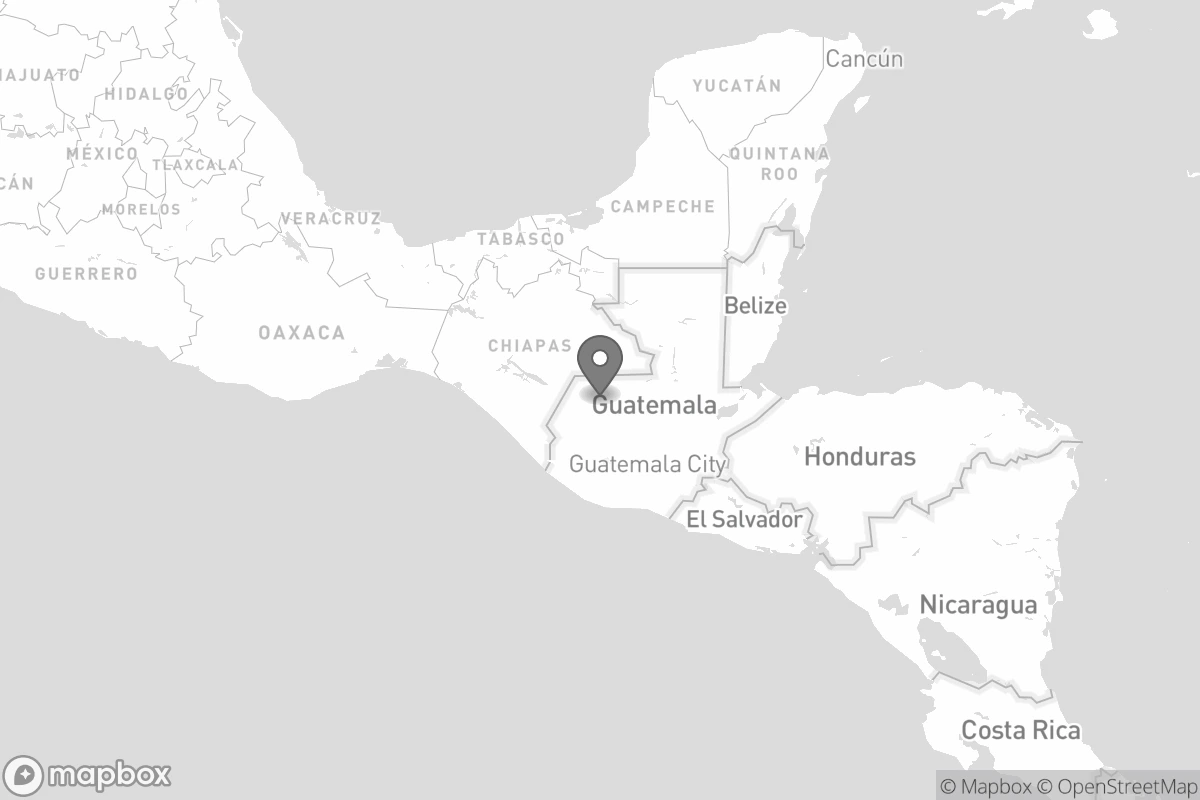 Cancún
YUCATÁN
AJUATO
HIDALGO
MÉXICO
TLAXCALA
QUINTANA
ROO
CÁN
MORELOS
VERACRUZ
CAMPECHE
TABASCO
GUERRERO
Belize
OAXACA
CHIAPAS
Guatemala
Honduras
Guatemala City
El Salvador
Nicaragua
Costa Rica
mapbox
© Mapbox © OpenStreetMap